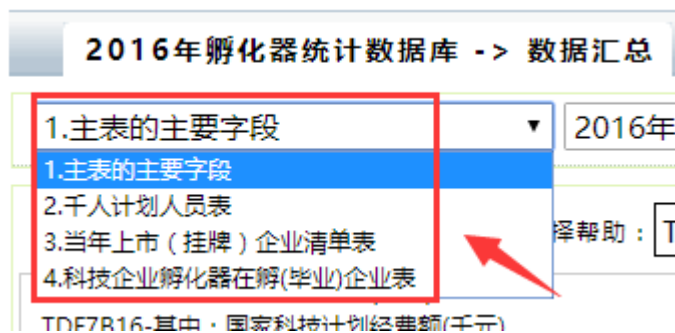 2016年孵化器统计数据库 -> 数据汇总
1.主表的主要字段 2016年
1.主表的主要字段
2.千人计划人员表
3.当年上市（挂牌）企业清单表
择帮助： T
4.科技企业孵化器在孵(毕业)企业表
TDF7B16-其中：国家科技计划经费额(千元)